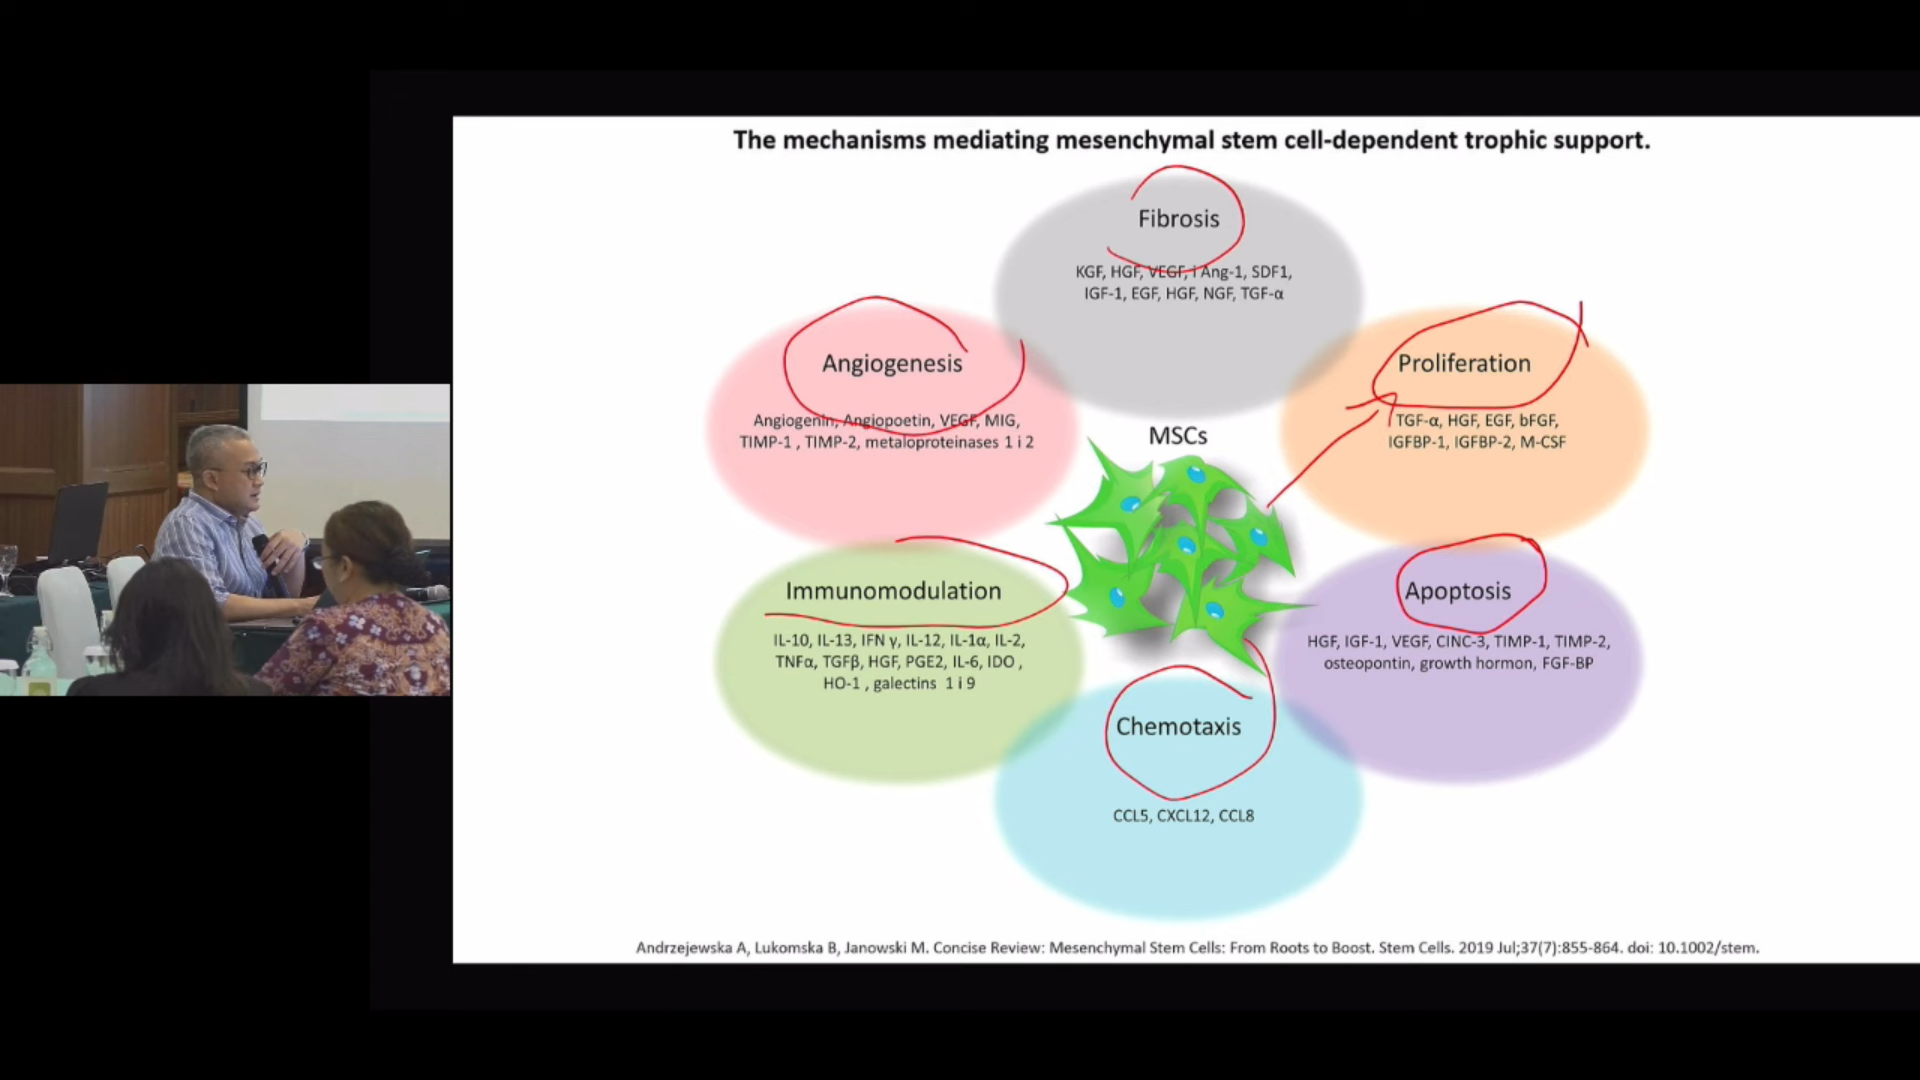 The mechanisms mediating mesenchymal stem cell-dependent trophic support.
Fibrosis
KGF, HGF, VEGF, i Ang-1, SDF1,
IGF-1, EGF, HGF, NGF, TGF-α
Angiogenesis
Angiogenin, Angiopoetin, VEGF, MIG,
TIMP-1 , TIMP-2, metaloproteinases 1 i 2
Proliferation
TGF-α, HGF, EGF, bFGF,
IGFBP-1, IGFBP-2, M-CSF
MSCs
Immunomodulation
IL-10, IL-13, IFN γ, IL-12, IL-1α, IL-2,
TNFα, TGFβ, HGF, PGE2, IL-6, IDO ,
HO-1 , galectins 1 i 9
Apoptosis
HGF, IGF-1, VEGF, CINC-3, TIMP-1, TIMP-2,
osteopontin, growth hormon, FGF-BP
Chemotaxis
CCL5, CXCL12, CCL8
Andrzejewska A, Lukomska B, Janowski M. Concise Review: Mesenchymal Stem Cells: From Roots to Boost. Stem Cells. 2019 Jul;37(7):855-864. doi: 10.1002/stem.